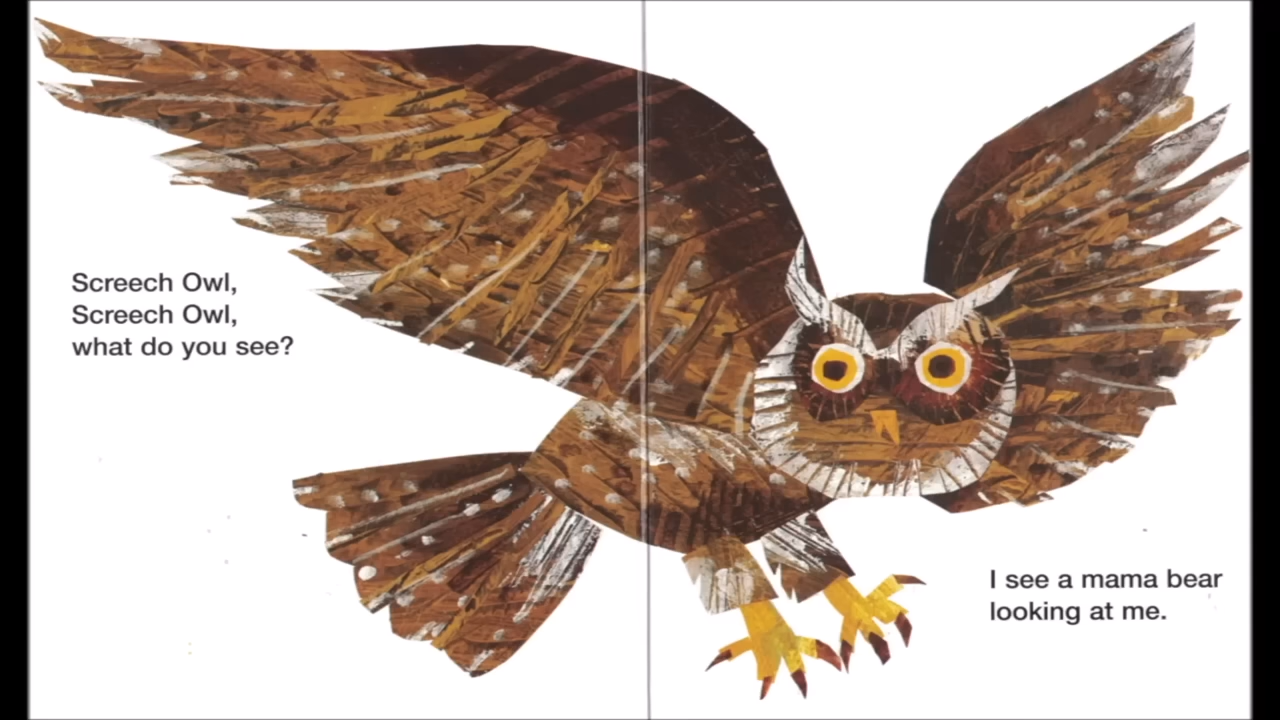 Screech Owl,
Screech Owl,
what do you see?
I see a mama bear
looking at me.